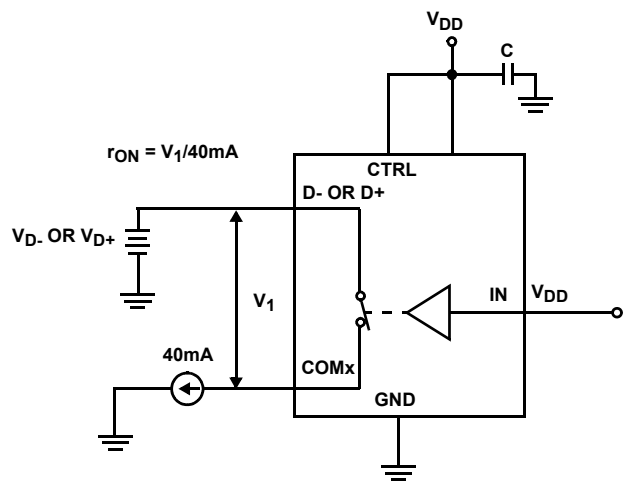 VDD
C
rON = V1/40mA
CTRL
D- OR D+
VD- OR VD+
V1
IN
VDD
40mA
COMx
GND